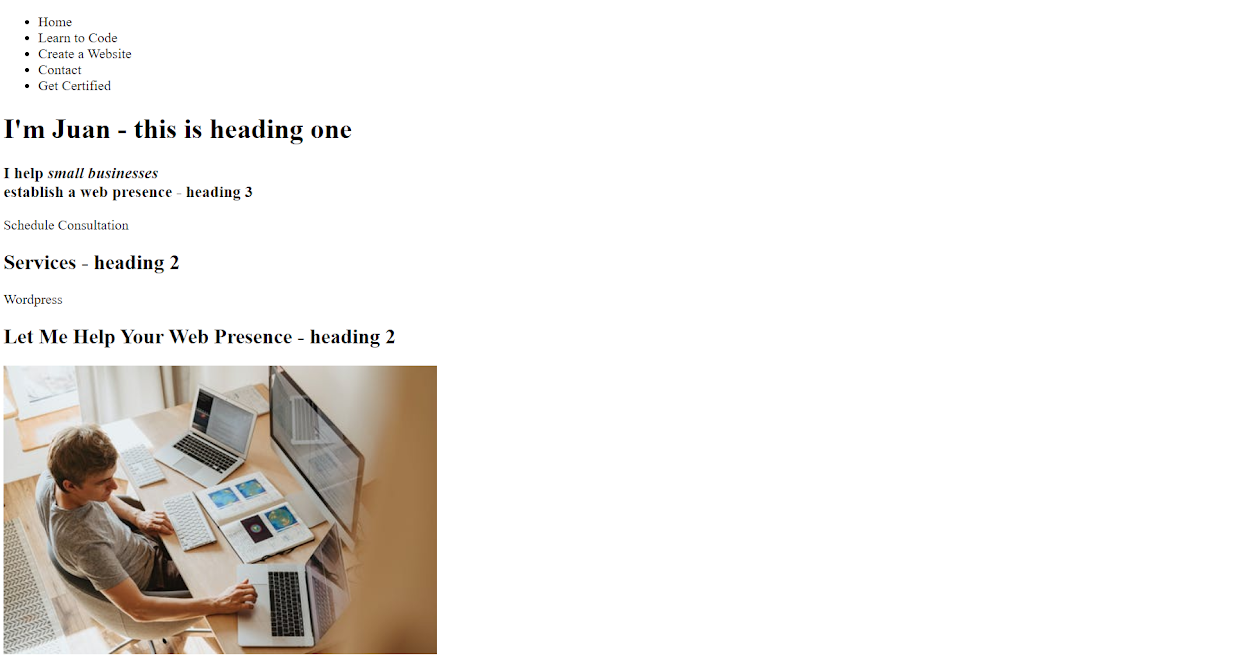 Home
Learn to Code
Create a Website
Contact
Get Certified
I'm Juan - this is heading one
I help small businesses
establish a web presence - heading 3
Schedule Consultation
Services - heading 2
Wordpress
Let Me Help Your Web Presence - heading 2